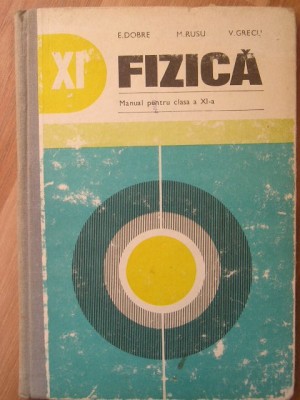 E.DOBRE M.RUSU V.GRECU
XI FIZICĂ
Manual pentru clasa a XI-a